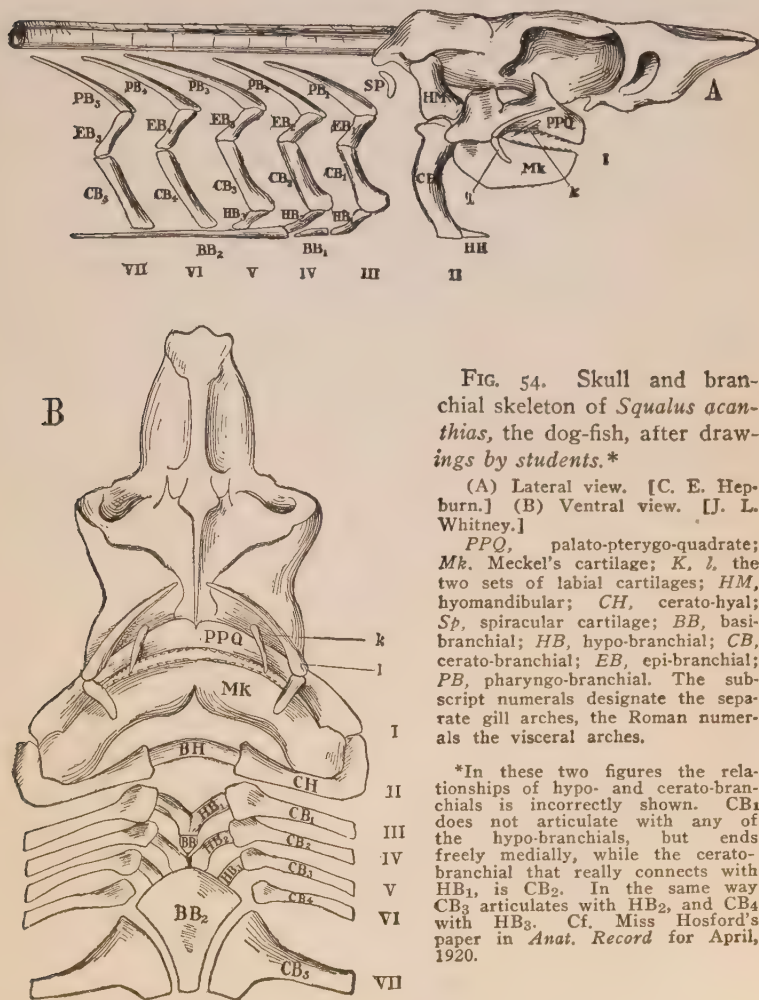 A
PB₅ PB₄ PB₃ PB₂ PB₁ SP HM
EB₅ EB₄ EB₃ EB₂ EB PPQ
I
CB₅ CB₄ CB₃ CB₂ CB₁ Mk
l k
HB₃ HB₂ HB₁
BB₂ BB₁ HH
VII VI V IV III II
B
PPQ k
l
Mk
I
BH
CH II
HB₁ CB₁ III
BB HB₂ CB₂ IV
HB₃ CB₃ V
CB₄ VI
BB₂
CB₅ VII
FIG. 54. Skull and bran-
chial skeleton of Squalus acan-
thias, the dog-fish, after draw-
ings by students.*
(A) Lateral view. [C. E. Hep-
burn.] (B) Ventral view. [J. L.
Whitney.]
PPQ, palato-pterygo-quadrate;
Mk. Meckel's cartilage; K, l, the
two sets of labial cartilages; HM,
hyomandibular; CH, cerato-hyal;
Sp, spiracular cartilage; BB, basi-
branchial; HB, hypo-branchial; CB,
cerato-branchial; EB, epi-branchial;
PB, pharyngo-branchial. The sub-
script numerals designate the sepa-
rate gill arches, the Roman numer-
als the visceral arches.
*In these two figures the rela-
tionships of hypo- and cerato-bran-
chials is incorrectly shown. CB1
does not articulate with any of
the hypo-branchials, but ends
freely medially, while the cerato-
branchial that really connects with
HB₁, is CB₂. In the same way
CB₃ articulates with HB₂, and CB₄
with HB₃. Cf. Miss Hosford's
paper in Anat. Record for April,
1920.